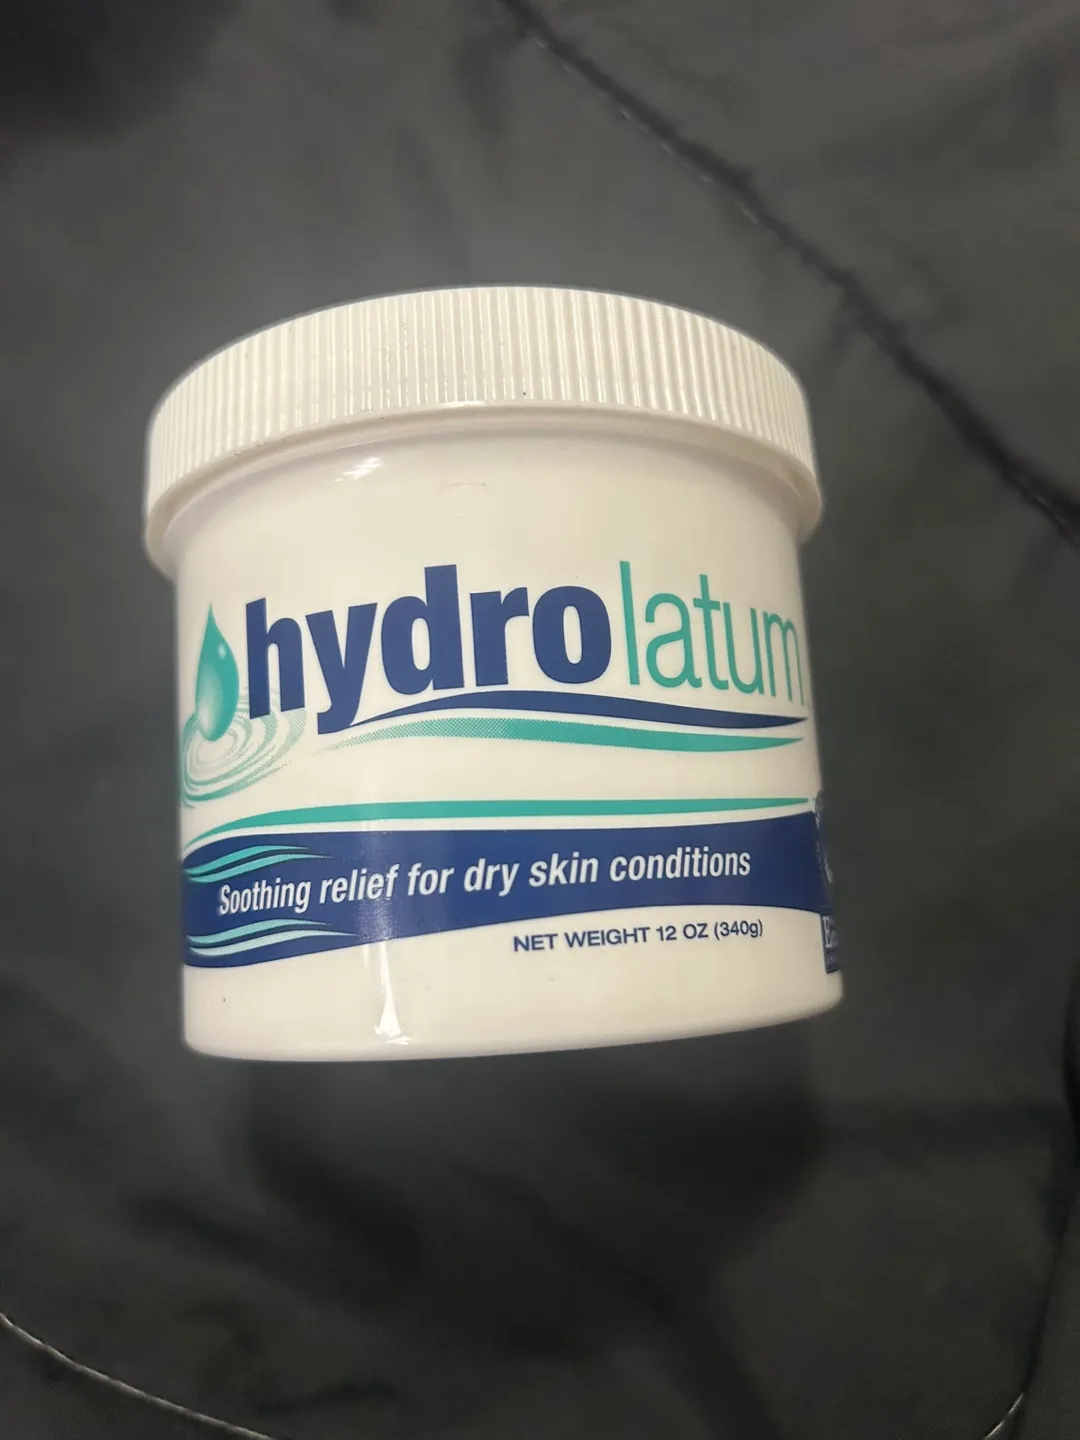 hydrolatum
Soothing relief for dry skin conditions
NET WEIGHT 12 OZ (340g)